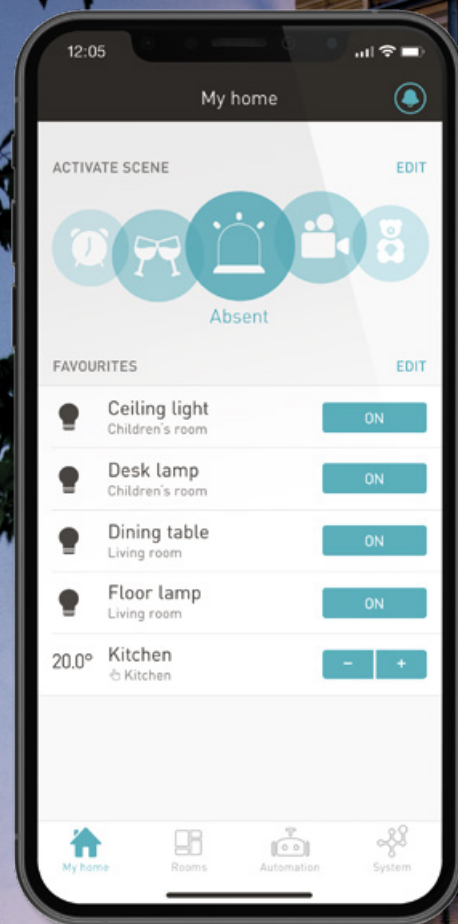 12:05
My home
ACTIVATE SCENE
EDIT
Absent
FAVOURITES
EDIT
Ceiling light
Children's room
ON
Desk lamp
Children's room
ON
Dining table
Living room
ON
Floor lamp
Living room
ON
20.0°
Kitchen
Kitchen
-
+
My home
Rooms
Automation
System